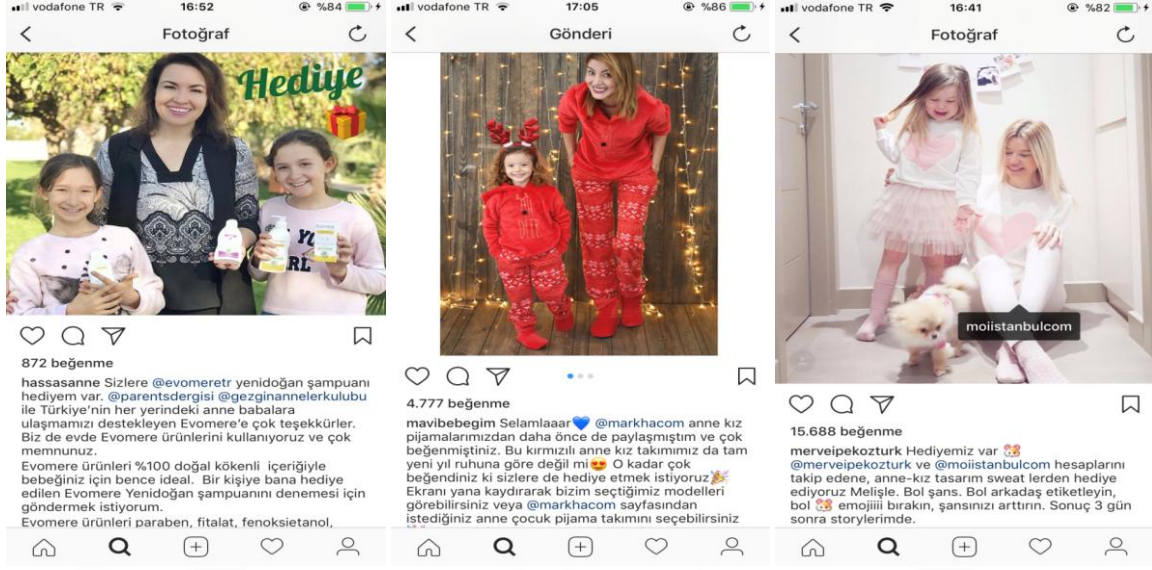 vodafone TR 16:52 %84
Fotoğraf
Hediye
YO
GIRL
872 beğenme
hassasanne Sizlere @evomeretr yenidoğan şampuanı
hediyem var. @parentsdergisi @gezginannelerkulubu
ile Türkiye'nin her yerindeki anne babalara
ulaşmamızı destekleyen Evomere'e çok teşekkürler.
Biz de evde Evomere ürünlerini kullanıyoruz ve çok
memnunuz.
Evomere ürünleri %100 doğal kökenli içeriğiyle
bebeğiniz için bence ideal. Bir kişiye bana hediye
edilen Evomere Yenidoğan şampuanını denemesi için
göndermek istiyorum.
Evomere ürünleri paraben, fitalat, fenoksietanol,
vodafone TR 17:05 %86
Gönderi
4.777 beğenme
mavibebegim Selamlaaar💙 @markhacom anne kız
pijamalarımızdan daha önce de paylaşmıştım ve çok
beğenmiştiniz. Bu kırmızılı anne kız takımımız da tam
yeni yıl ruhuna göre değil mi😍 O kadar çok
beğendiniz ki sizlere de hediye etmek istiyoruz🎉
Ekranı yana kaydırarak bizim seçtiğimiz modelleri
görebilirsiniz veya @markhacom sayfasından
istediğiniz anne çocuk pijama takımını seçebilirsiniz
vodafone TR 16:41 %82
Fotoğraf
moiistanbulcom
15.688 beğenme
merveipekozturk Hediyemiz var 👯
@merveipekozturk ve @moiistanbulcom hesaplarını
takip edene, anne-kız tasarım sweat lerden hediye
ediyoruz Melişle. Bol şans. Bol arkadaş etiketleyin,
bol 👯 emojiiii bırakın, şansınızı arttırın. Sonuç 3 gün
sonra storylerimde.